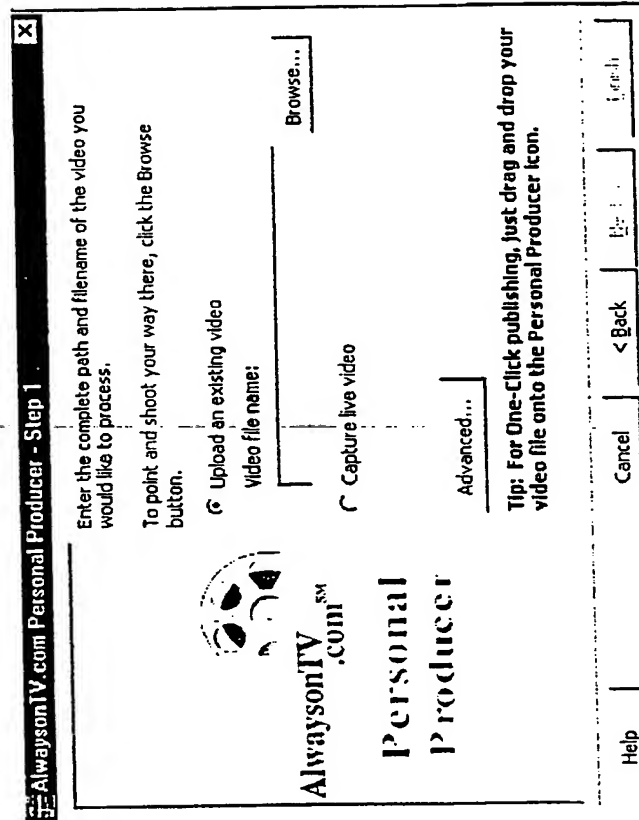 AlwaysonTV.com Personal Producer - Step 1
Enter the complete path and filename of the video you
would like to process.
To point and shoot your way there, click the Browse
button.
Upload an existing video
Video file name:
Browse...
Capture live video
Advanced...
Tip: For One-Click publishing, just drag and drop your
video file onto the Personal Producer icon.
AlwaysonTV
.com SM
Personal
Producer
Help
Cancel
< Back